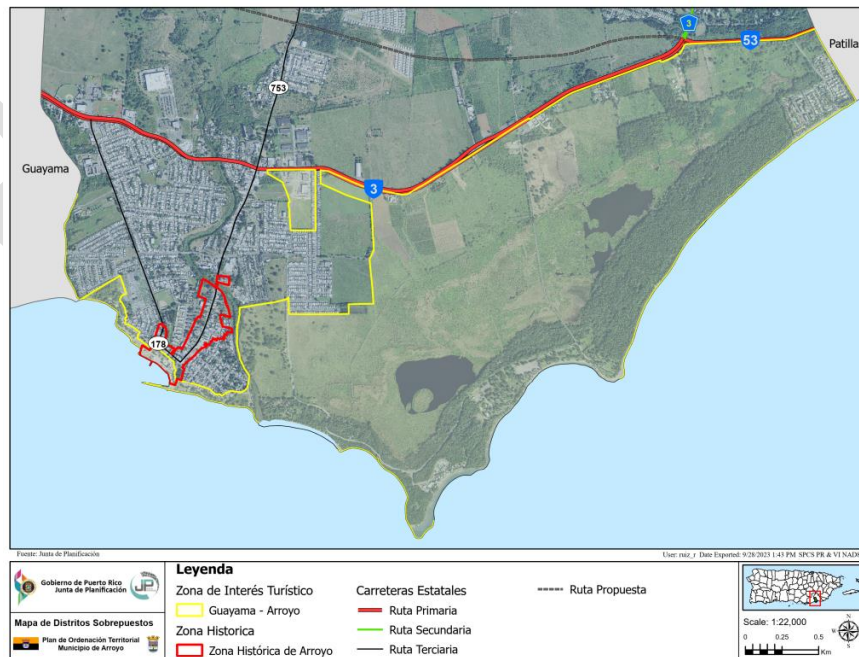 3
53
Patilla
753
Guayama
3
178
Fuente: Junta de Planificación
User: ruiz_r Date Exported: 9/28/2023 1:43 PM SPCS PR & VI NAD8
Gobierno de Puerto Rico
Junta de Planificación
JP
Mapa de Distritos Sobrepuestos
Plan de Ordenación Territorial
Municipio de Arroyo
Leyenda
Zona de Interés Turístico
Guayama - Arroyo
Zona Historica
Zona Histórica de Arroyo
Carreteras Estatales
Ruta Primaria
Ruta Secundaria
Ruta Terciaria
Ruta Propuesta
Scale: 1:22,000
0 0.25 0.5
Km
N
W E
S